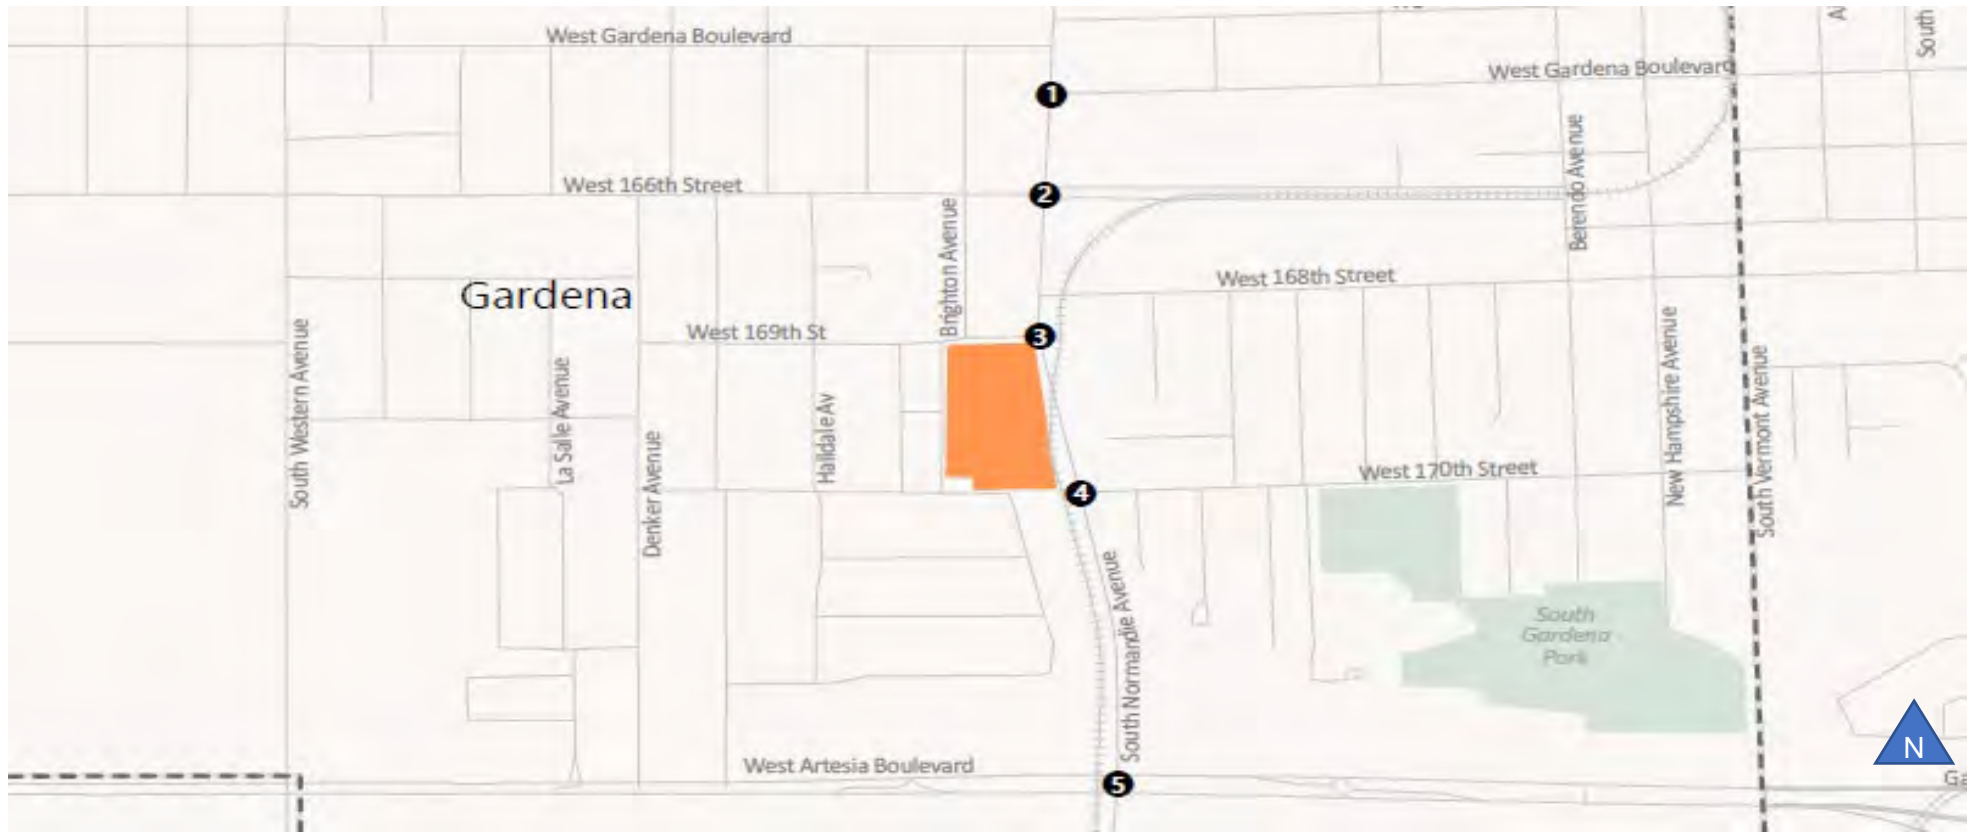 West Gardena Boulevard
South
West Gardena Boulevard
1
Berendo Avenue
West 166th Street
2
Brighton Avenue
West 168th Street
Gardena
West 169th St
3
South Western Avenue
La Salle Avenue
Halldale Av
Denker Avenue
New Hampshire Avenue
South Vermont Avenue
West 170th Street
4
South Normandie Avenue
South
Gardena
Park
N
West Artesia Boulevard
5
Ga